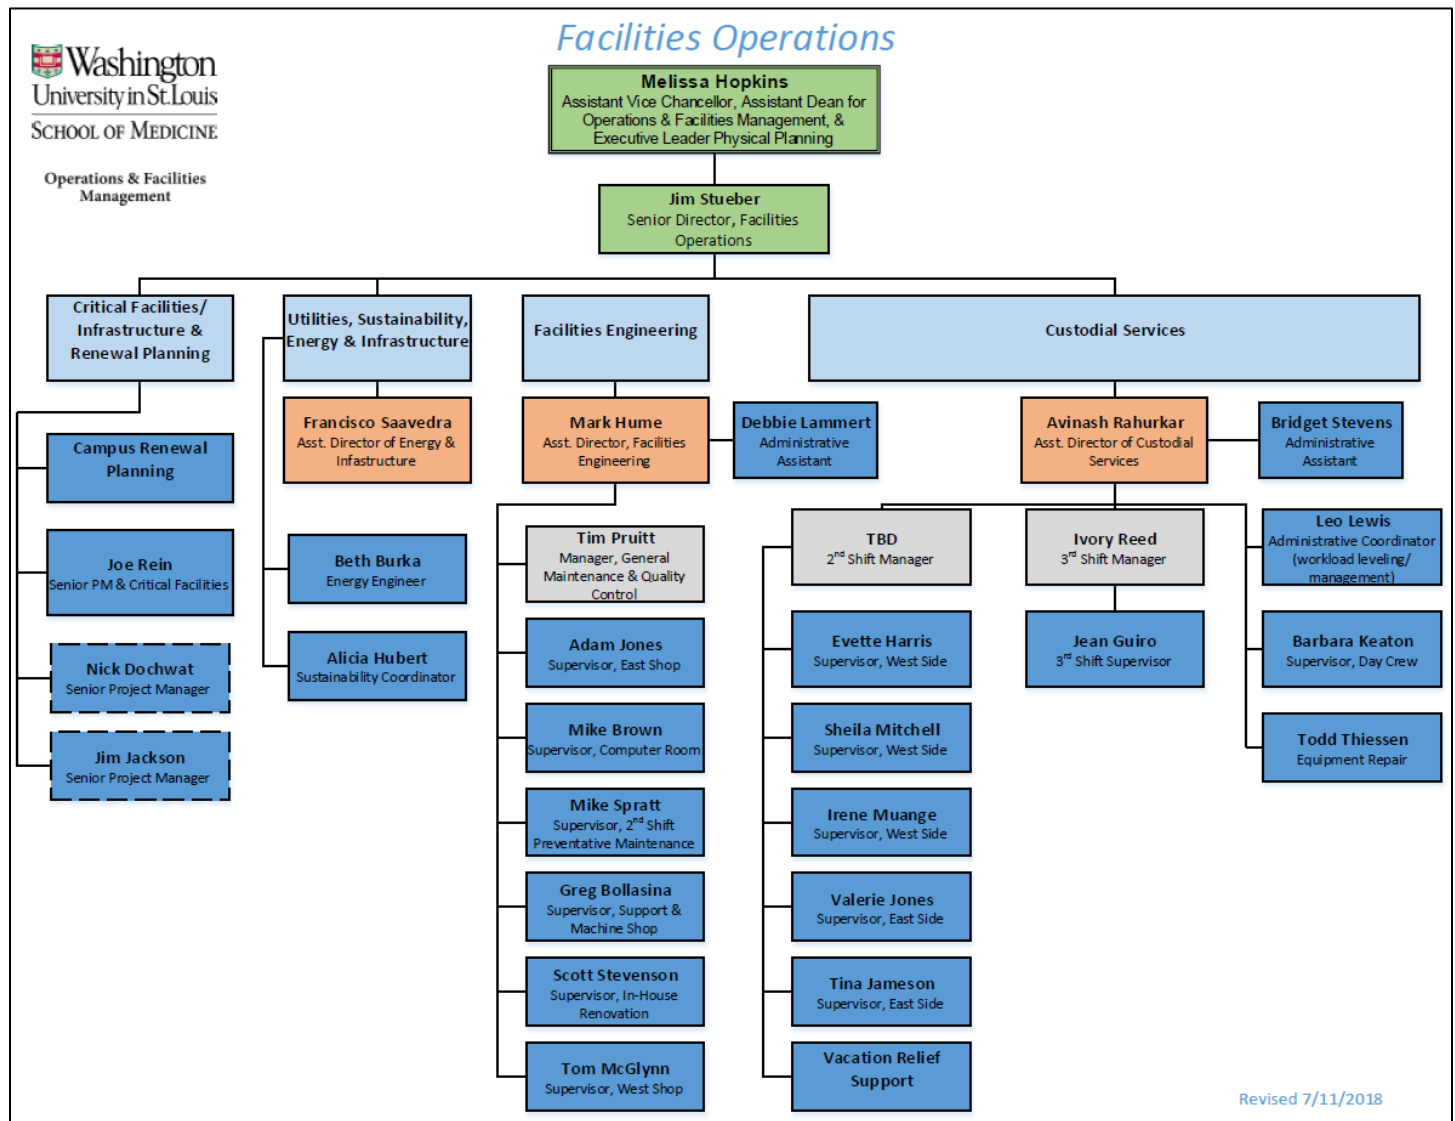 Facilities Operations
Washington
University in St. Louis
SCHOOL OF MEDICINE
Operations & Facilities
Management
Melissa Hopkins
Assistant Vice Chancellor, Assistant Dean for
Operations & Facilities Management, &
Executive Leader Physical Planning
Jim Stueber
Senior Director, Facilities
Operations
Critical Facilities/
Infrastructure &
Renewal Planning
Utilities, Sustainability,
Energy & Infrastructure
Facilities Engineering
Custodial Services
Francisco Saavedra
Asst. Director of Energy &
Infastructure
Mark Hume
Asst. Director, Facilities
Engineering
Debbie Lammert
Administrative
Assistant
Avinash Rahurkar
Asst. Director of Custodial
Services
Bridget Stevens
Administrative
Assistant
Campus Renewal
Planning
Joe Rein
Senior PM & Critical Facilities
Nick Dochwat
Senior Project Manager
Jim Jackson
Senior Project Manager
Beth Burka
Energy Engineer
Alicia Hubert
Sustainability Coordinator
Tim Pruitt
Manager, General
Maintenance & Quality
Control
Adam Jones
Supervisor, East Shop
Mike Brown
Supervisor, Computer Room
Mike Spratt
Supervisor, 2nd Shift
Preventative Maintenance
Greg Bollasina
Supervisor, Support &
Machine Shop
Scott Stevenson
Supervisor, In-House
Renovation
Tom McGlynn
Supervisor, West Shop
TBD
2nd Shift Manager
Evette Harris
Supervisor, West Side
Sheila Mitchell
Supervisor, West Side
Irene Muange
Supervisor, West Side
Valerie Jones
Supervisor, East Side
Tina Jameson
Supervisor, East Side
Vacation Relief
Support
Ivory Reed
3rd Shift Manager
Jean Guiro
3rd Shift Supervisor
Leo Lewis
Administrative Coordinator
(workload leveling/
management)
Barbara Keaton
Supervisor, Day Crew
Todd Thiessen
Equipment Repair
Revised 7/11/2018